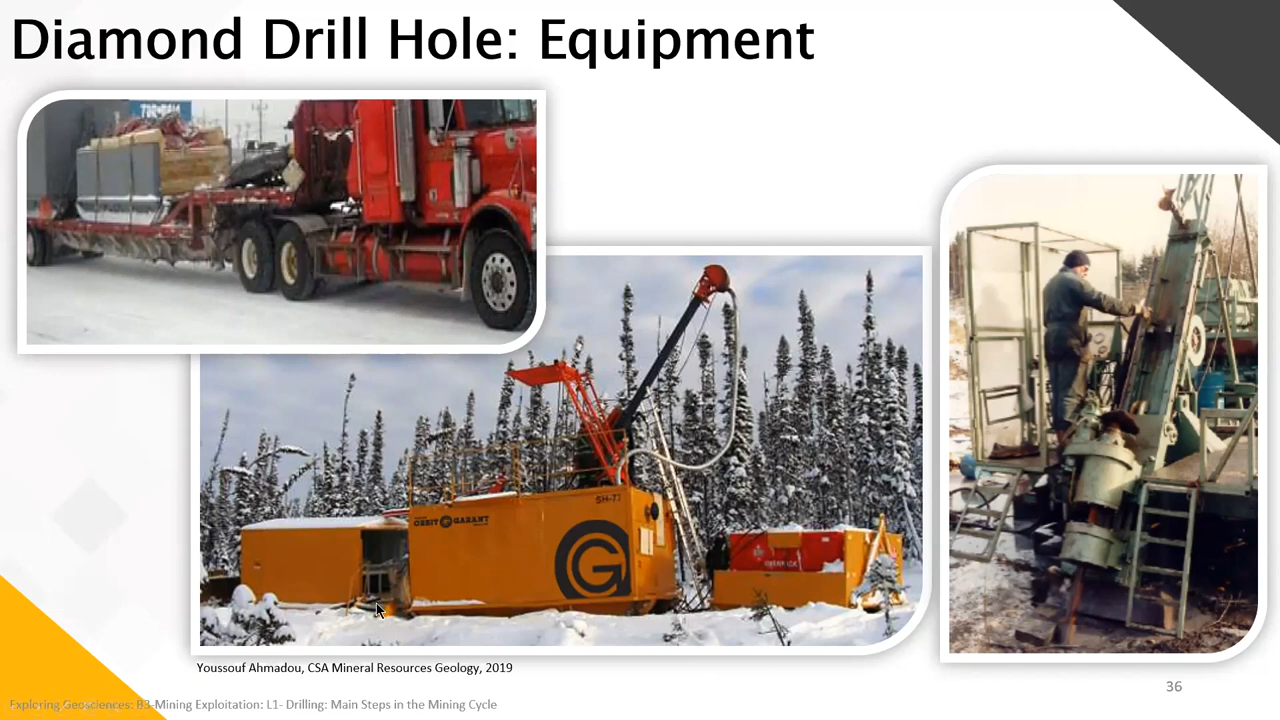 Diamond Drill Hole: Equipment
SH-73
ORBIT GARANT
G
Youssouf Ahmadou, CSA Mineral Resources Geology, 2019
36
Exploring Geosciences: B3-Mining Exploitation: L1- Drilling: Main Steps in the Mining Cycle